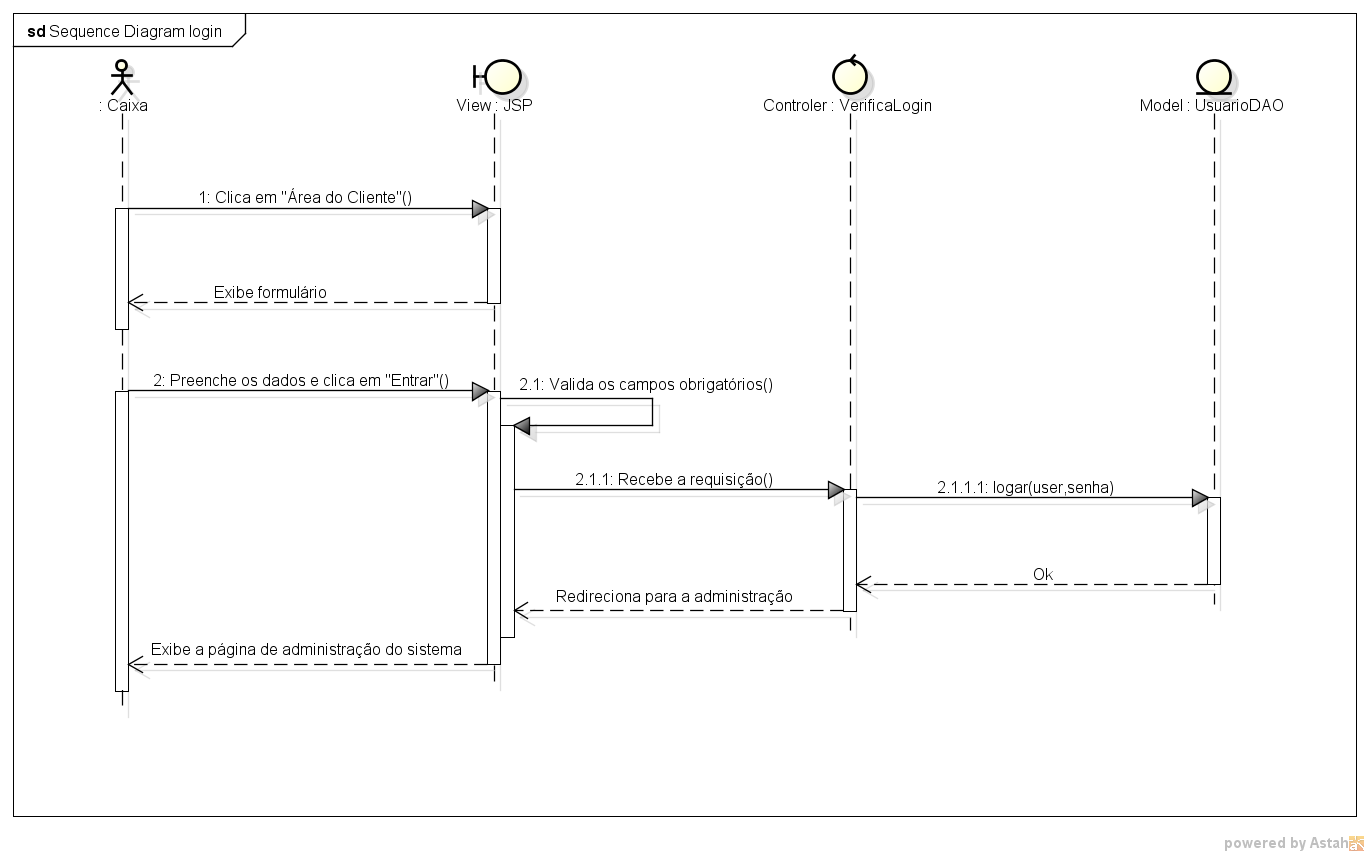 sd Sequence Diagram login
: Caixa
View : JSP
Controler : VerificaLogin
Model : UsuarioDAO
1: Clica em "Área do Cliente"()
Exibe formulário
2: Preenche os dados e clica em "Entrar"()
2.1: Valida os campos obrigatórios()
2.1.1: Recebe a requisição()
2.1.1.1: logar(user,senha)
Ok
Redireciona para a administração
Exibe a página de administração do sistema
powered by Astah